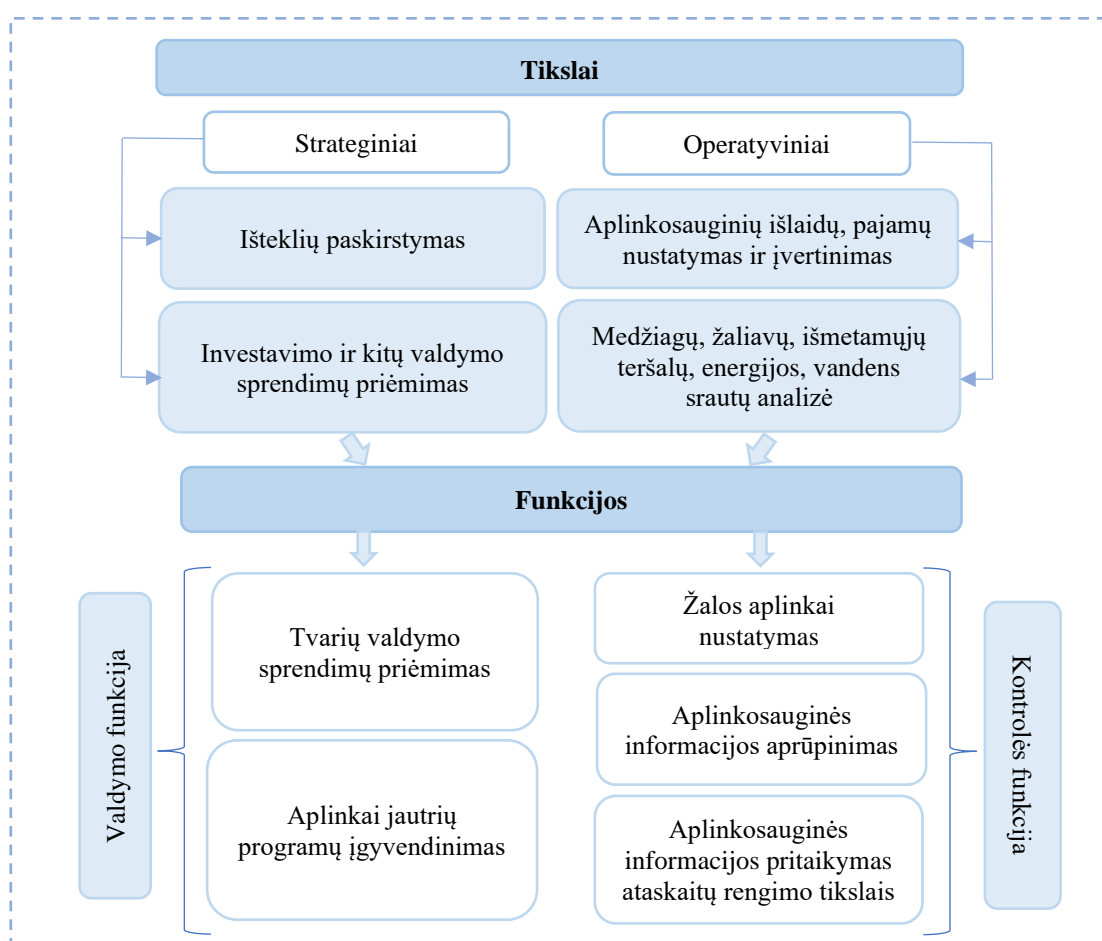 Tikslai
Strateginiai
Operatyviniai
Išteklių paskirstymas
Aplinkosauginių išlaidų, pajamų
nustatymas ir įvertinimas
Investavimo ir kitų valdymo
sprendimų priėmimas
Medžiagų, žaliavų, išmetamųjų
teršalų, energijos, vandens
srautų analizė
Funkcijos
Valdymo funkcija
Tvarių valdymo
sprendimų priėmimas
Aplinkai jautrių
programų įgyvendinimas
Žalos aplinkai
nustatymas
Aplinkosauginės
informacijos aprūpinimas
Aplinkosauginės
informacijos pritaikymas
ataskaitų rengimo tikslais
Kontrolės funkcija